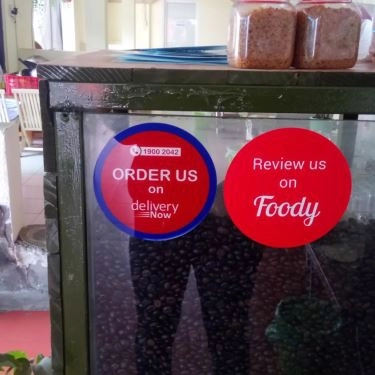 1900 2042
ORDER US
on
delivery
Now
Review us
on
Foody